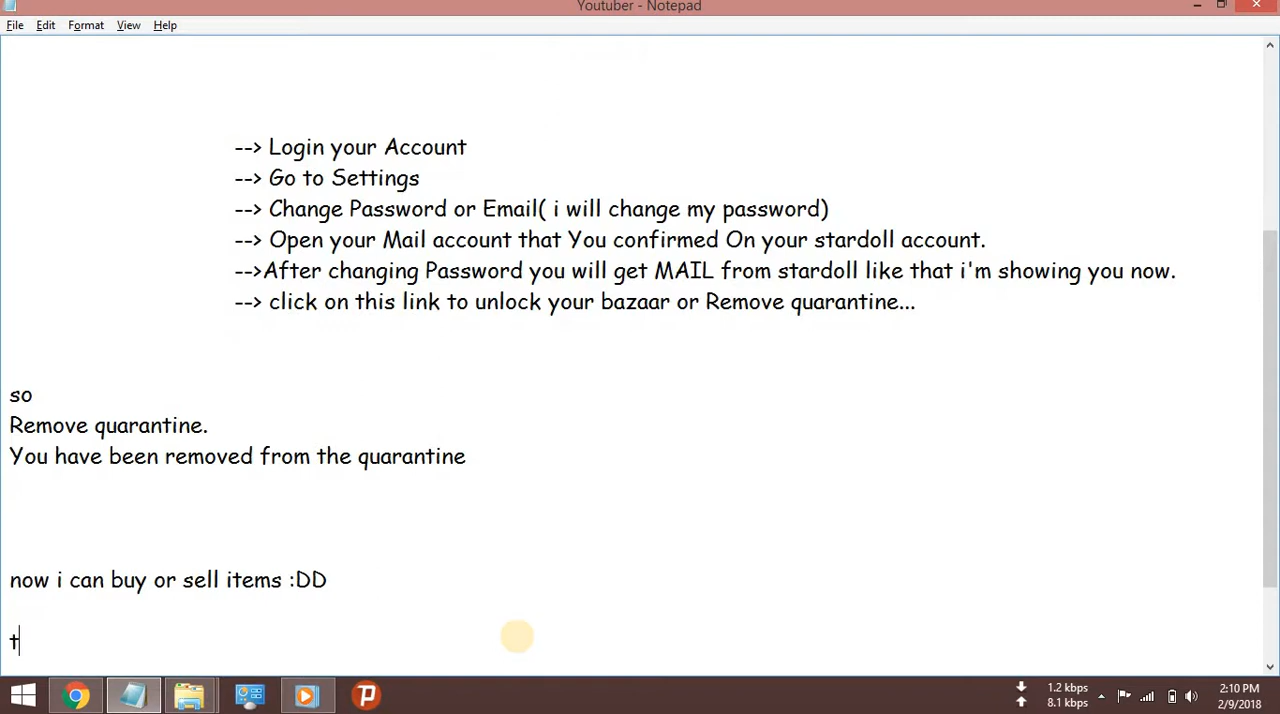 Youtuber - Notepad
File Edit Format View Help
--> Login your Account
--> Go to Settings
--> Change Password or Email( i will change my password)
--> Open your Mail account that You confirmed On your stardoll account.
-->After changing Password you will get MAIL from stardoll like that i'm showing you now.
--> click on this link to unlock your bazaar or Remove quarantine...
so
Remove quarantine.
You have been removed from the quarantine
now i can buy or sell items :DD
t
1.2 kbps
8.1 kbps
2:10 PM
2/9/2018